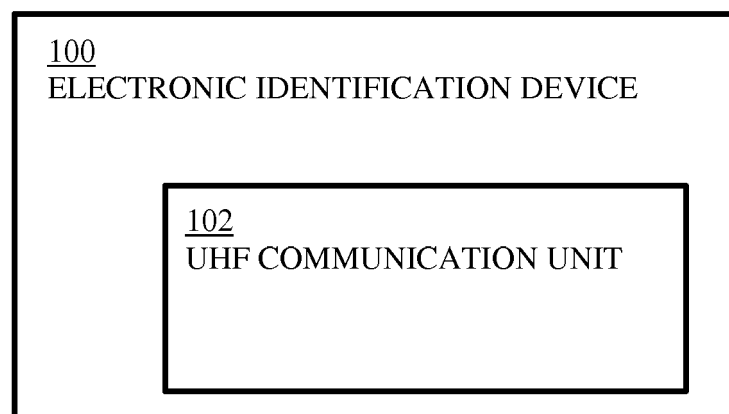 100
ELECTRONIC IDENTIFICATION DEVICE
102
UHF COMMUNICATION UNIT